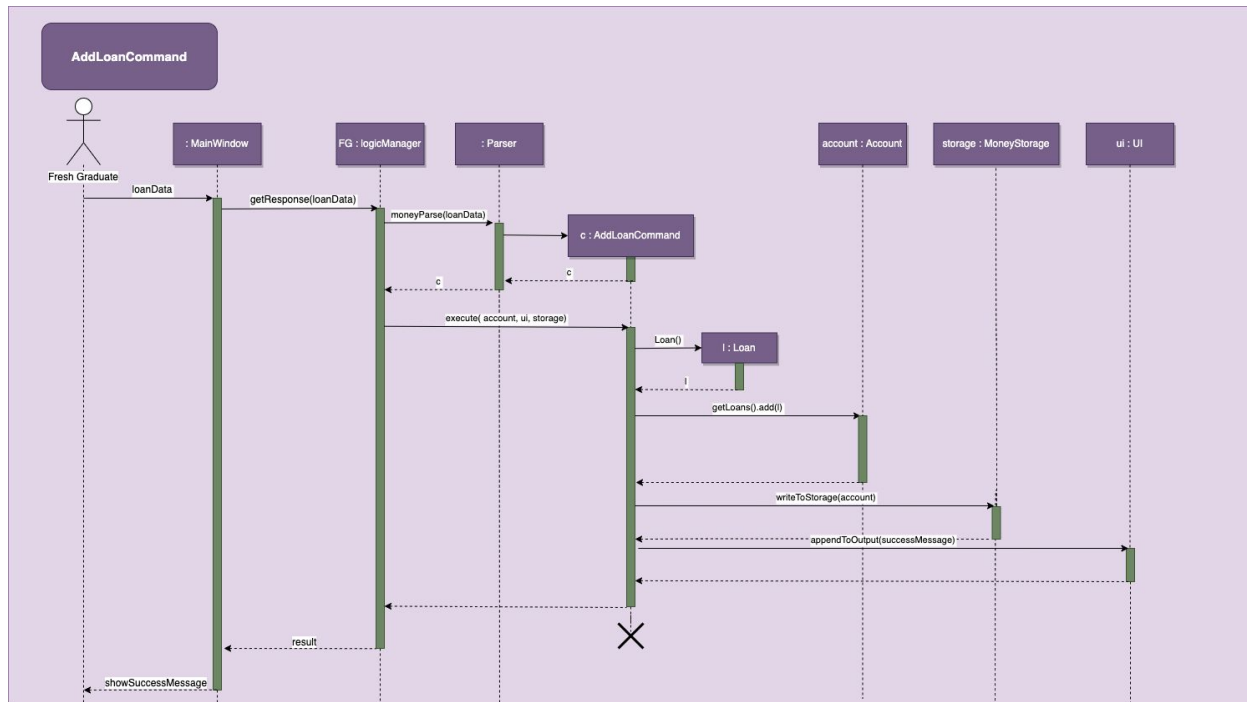 AddLoanCommand
: MainWindow
FG : logicManager
: Parser
account : Account
storage : MoneyStorage
ui : UI
Fresh Graduate
loanData
getResponse(loanData)
moneyParse(loanData)
c : AddLoanCommand
c
c
execute( account, ui, storage)
Loan()
l : Loan
l
getLoans().add(l)
writeToStorage(account)
appendToOutput(successMessage)
result
showSuccessMessage